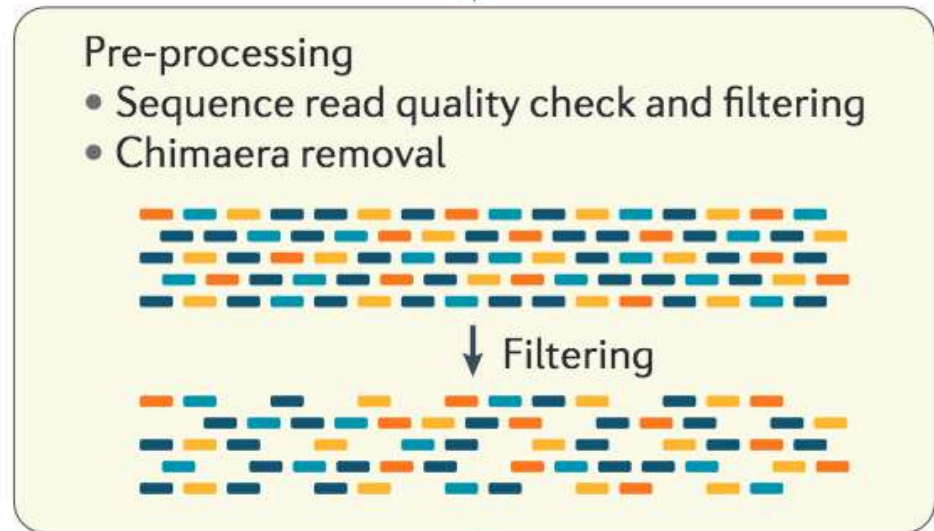 Pre-processing
• Sequence read quality check and filtering
• Chimaera removal
Filtering